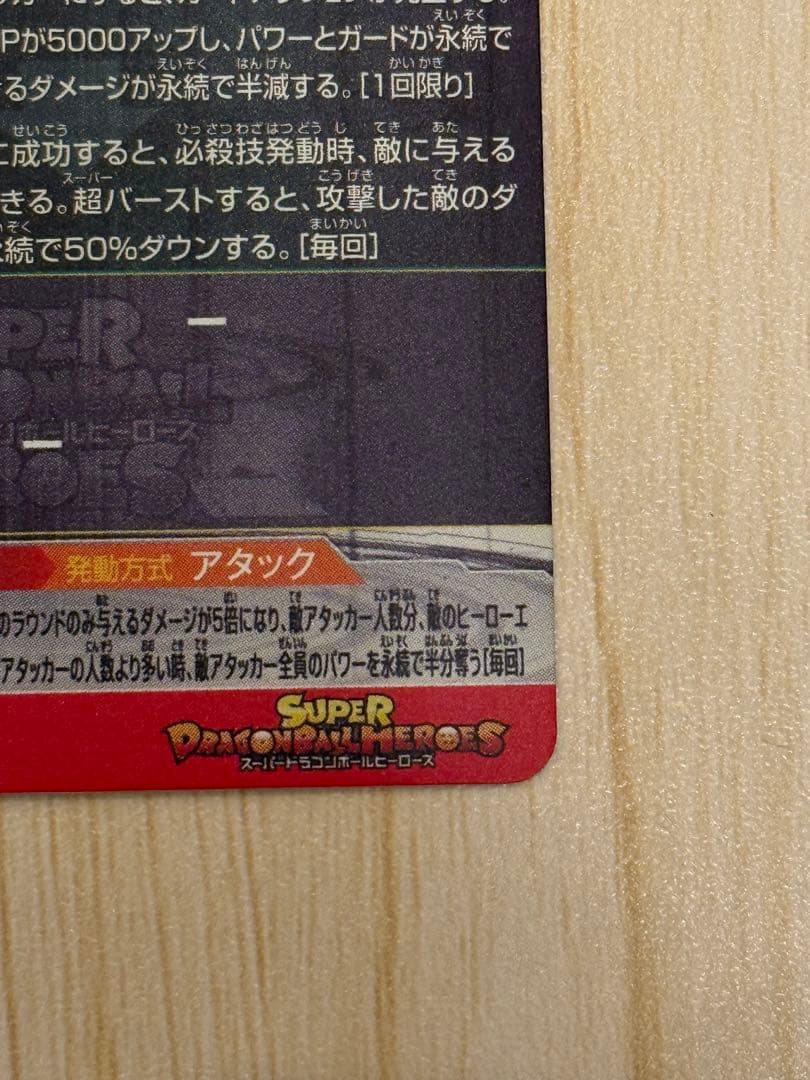 Pが5000アップし、パワーとガードが永続で
るダメージが永続で半減する。[1回限り]
に成功すると、必殺技発動時、敵に与える
きる。超バーストすると、攻撃した敵のダ
続で50%ダウンする。[毎回]
発動方式 アタック
のラウンドのみ与えるダメージが5倍になり、敵アタッカー人数分、敵のヒーローエ
アタッカーの人数より多い時、敵アタッカー全員のパワーを永続で半分奪う[毎回]
SUPER
DRAGONBALL HEROES
スーパードラゴンボールヒーローズ